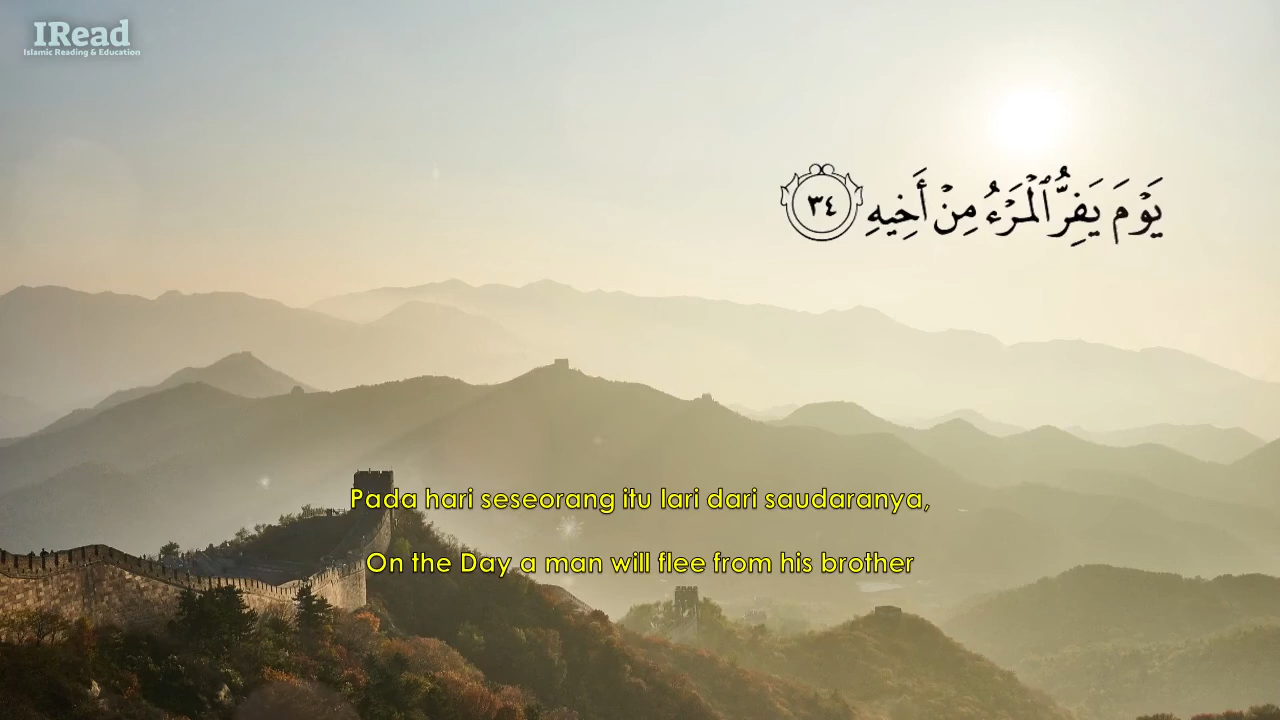 IRead
Islamic Reading & Education
يَوْمَ يَفِرُّ ٱلْمَرْءُ مِنْ أَخِيهِ ٣٤
Pada hari seseorang itu lari dari saudaranya,
On the Day a man will flee from his brother